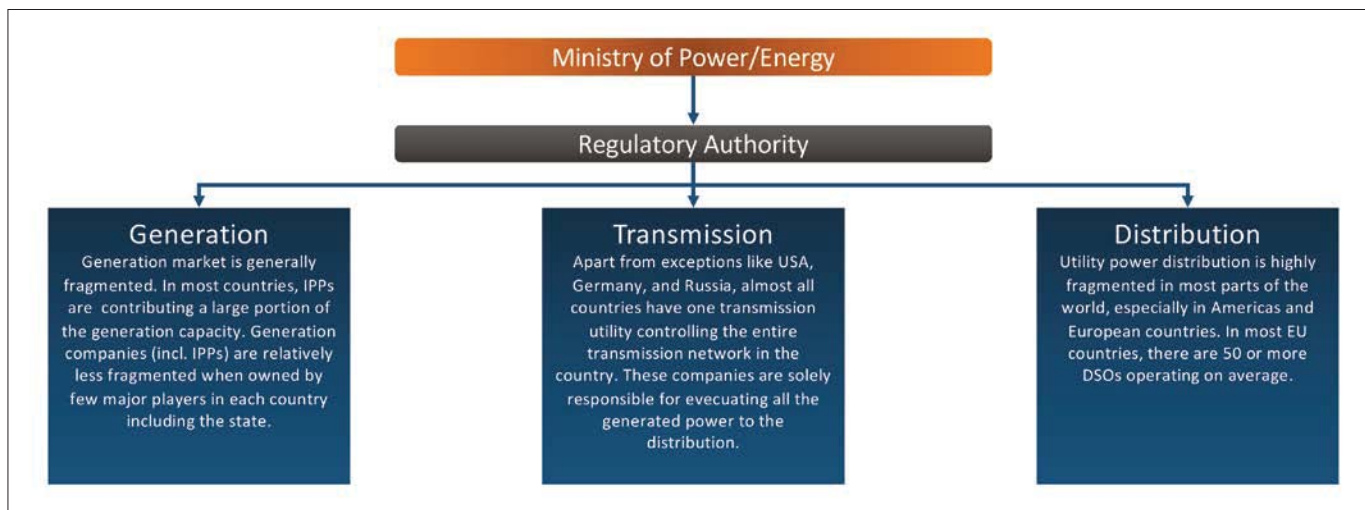 Ministry of Power/Energy
Regulatory Authority
Generation
Generation market is generally
fragmented. In most countries, IPPs
are contributing a large portion of
the generation capacity. Generation
companies (incl. IPPs) are relatively
less fragmented when owned by
few major players in each country
including the state.
Transmission
Apart from exceptions like USA,
Germany, and Russia, almost all
countries have one transmission
utility controlling the entire
transmission network in the
country. These companies are solely
responsible for evecuating all the
generated power to the
distribution.
Distribution
Utility power distribution is highly
fragmented in most parts of the
world, especially in Americas and
European countries. In most EU
countries, there are 50 or more
DSOs operating on average.